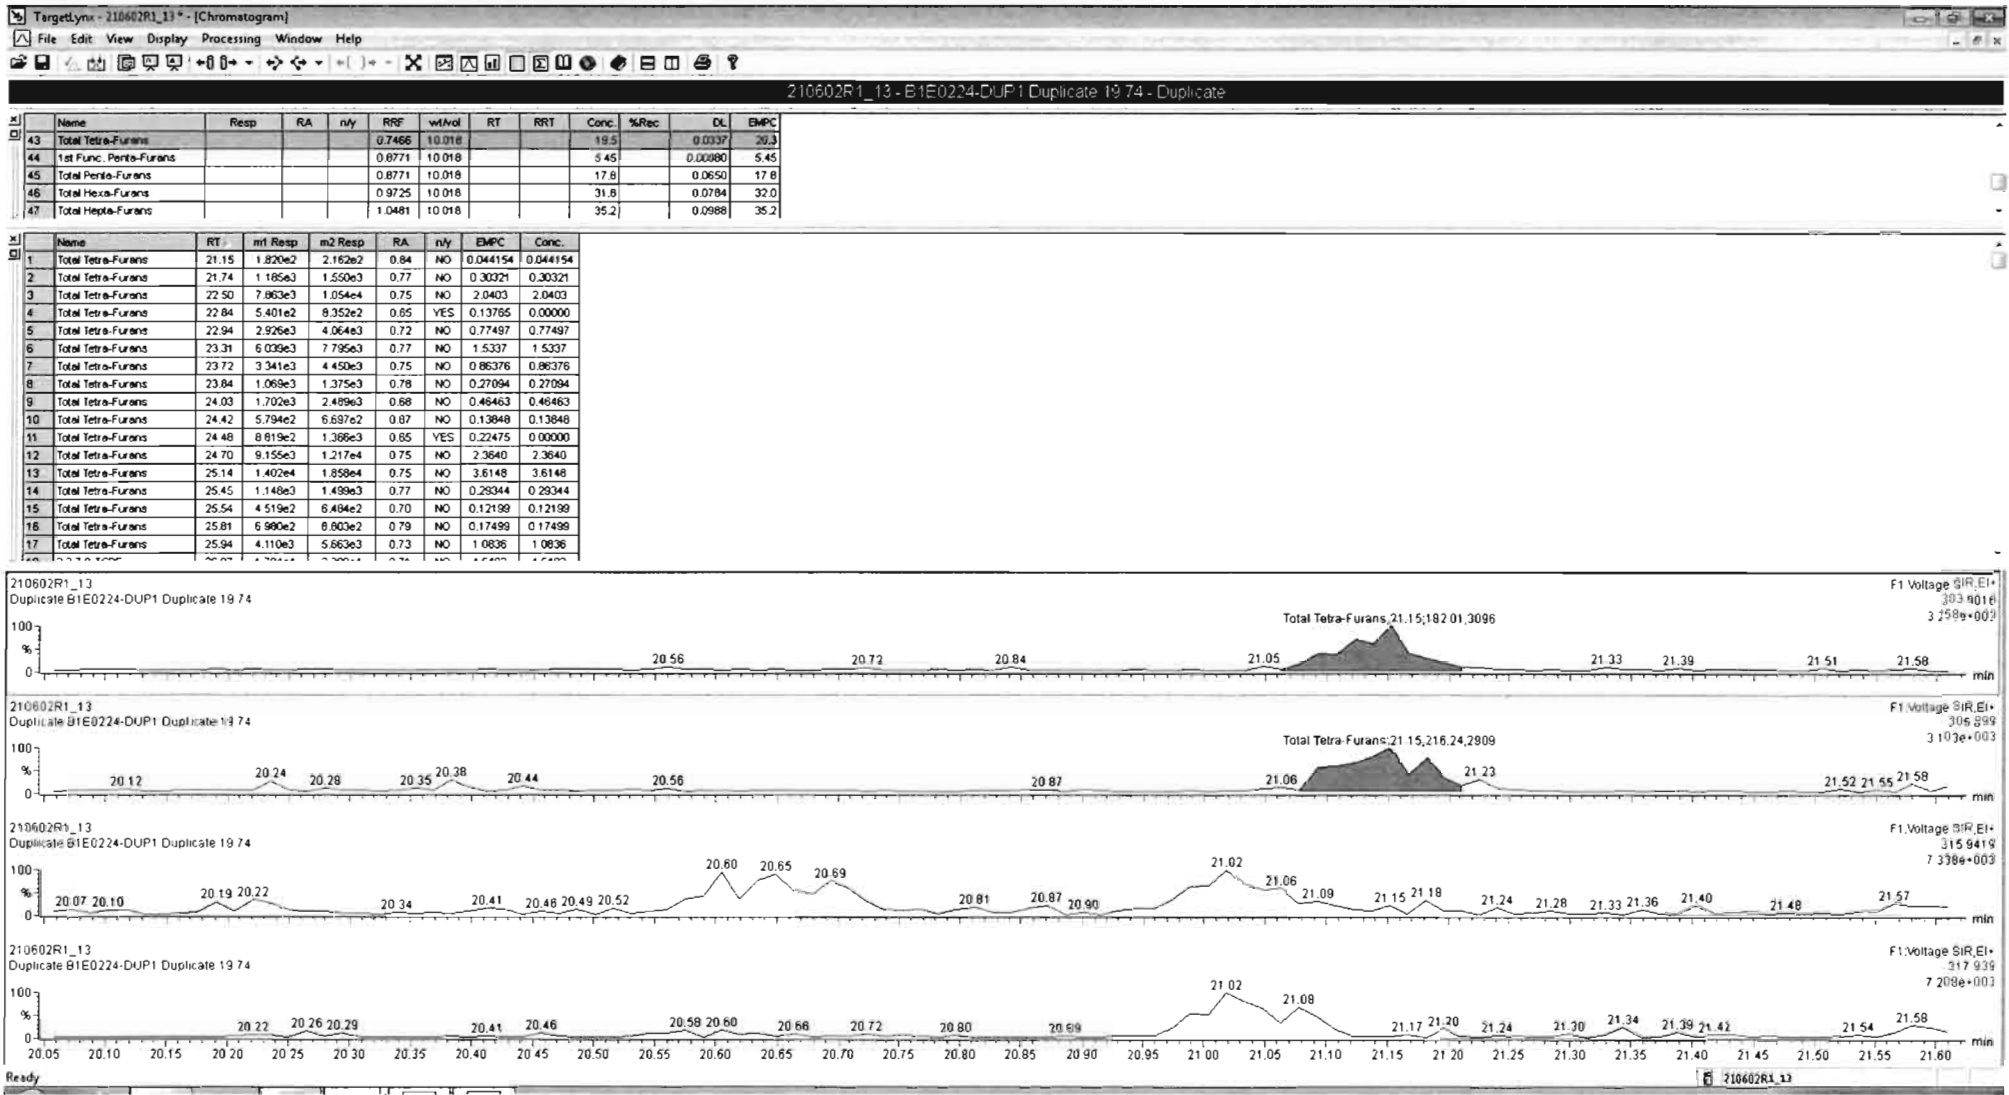 TargetLynx - 210602R1_13 * - [Chromatogram]
File Edit View Display Processing Window Help
210602R1_13 - B1E0224-DUP1 Duplicate 19.74 - Duplicate
Name Resp RA n/y RRF wt/vol RT RRT Conc. %Rec DL EMPC
43 Total Tetra-Furans 0.7466 10.018 19.5 0.0337 20.3
44 1st Func. Penta-Furans 0.8771 10.018 5.45 0.00880 5.45
45 Total Penta-Furans 0.8771 10.018 17.8 0.0650 17.8
46 Total Hexa-Furans 0.9725 10.018 31.8 0.0784 32.0
47 Total Hepta-Furans 1.0481 10.018 35.2 0.0988 35.2
Name RT m1 Resp m2 Resp RA n/y EMPC Conc.
1 Total Tetra-Furans 21.15 1.820e2 2.162e2 0.84 NO 0.044154 0.044154
2 Total Tetra-Furans 21.74 1.185e3 1.550e3 0.77 NO 0.30321 0.30321
3 Total Tetra-Furans 22.50 7.863e3 1.054e4 0.75 NO 2.0403 2.0403
4 Total Tetra-Furans 22.84 5.401e2 8.352e2 0.65 YES 0.13765 0.00000
5 Total Tetra-Furans 22.94 2.926e3 4.064e3 0.72 NO 0.77497 0.77497
6 Total Tetra-Furans 23.31 6.039e3 7.795e3 0.77 NO 1.5337 1.5337
7 Total Tetra-Furans 23.72 3.341e3 4.450e3 0.75 NO 0.86376 0.86376
8 Total Tetra-Furans 23.84 1.069e3 1.375e3 0.78 NO 0.27094 0.27094
9 Total Tetra-Furans 24.03 1.702e3 2.489e3 0.68 NO 0.46463 0.46463
10 Total Tetra-Furans 24.42 5.794e2 6.697e2 0.87 NO 0.13848 0.13848
11 Total Tetra-Furans 24.48 8.819e2 1.366e3 0.65 YES 0.22475 0.00000
12 Total Tetra-Furans 24.70 9.155e3 1.217e4 0.75 NO 2.3640 2.3640
13 Total Tetra-Furans 25.14 1.402e4 1.858e4 0.75 NO 3.6148 3.6148
14 Total Tetra-Furans 25.45 1.148e3 1.499e3 0.77 NO 0.29344 0.29344
15 Total Tetra-Furans 25.54 4.519e2 6.484e2 0.70 NO 0.12199 0.12199
16 Total Tetra-Furans 25.81 6.980e2 8.803e2 0.79 NO 0.17499 0.17499
17 Total Tetra-Furans 25.94 4.110e3 5.663e3 0.73 NO 1.0836 1.0836
210602R1_13 F1:Voltage SIR,EI+
Duplicate B1E0224-DUP1 Duplicate 19.74 303.9016
3.258e+003
Total Tetra-Furans;21.15;182.01;3096
100
%
0
20.56 20.72 20.84 21.05 21.33 21.39 21.51 21.58
min
210602R1_13 F1:Voltage SIR,EI+
Duplicate B1E0224-DUP1 Duplicate 19.74 305.899
3.103e+003
Total Tetra-Furans;21.15;216.24;2909
100
%
0
20.12 20.24 20.28 20.35 20.38 20.44 20.56 20.87 21.06 21.23 21.52 21.55 21.58
min
210602R1_13 F1:Voltage SIR,EI+
Duplicate B1E0224-DUP1 Duplicate 19.74 315.9419
7.338e+003
100
%
0
20.07 20.10 20.19 20.22 20.34 20.41 20.46 20.49 20.52 20.60 20.65 20.69 20.81 20.87 20.90 21.02 21.06 21.09 21.15 21.18 21.24 21.28 21.33 21.36 21.40 21.48 21.57
min
210602R1_13 F1:Voltage SIR,EI+
Duplicate B1E0224-DUP1 Duplicate 19.74 317.939
7.208e+003
100
%
0
20.22 20.26 20.29 20.41 20.46 20.58 20.60 20.66 20.72 20.80 20.89 21.02 21.08 21.17 21.20 21.24 21.30 21.34 21.39 21.42 21.54 21.58
min
20.05 20.10 20.15 20.20 20.25 20.30 20.35 20.40 20.45 20.50 20.55 20.60 20.65 20.70 20.75 20.80 20.85 20.90 20.95 21.00 21.05 21.10 21.15 21.20 21.25 21.30 21.35 21.40 21.45 21.50 21.55 21.60
Ready
210602R1_13